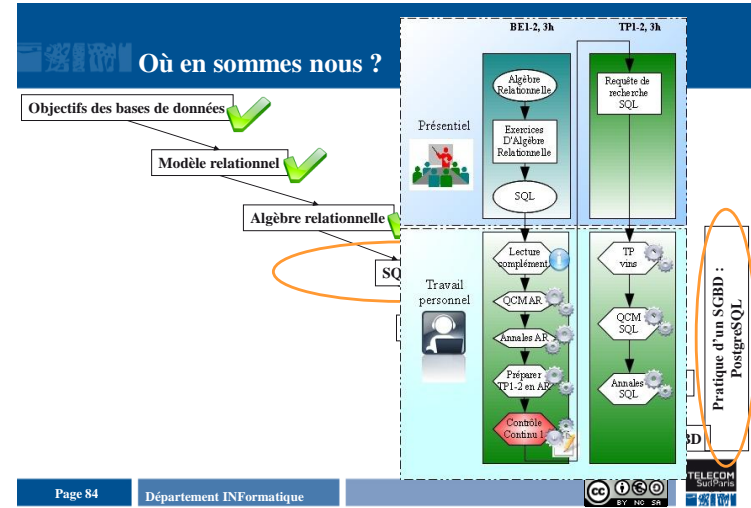 Où en sommes nous ?
Objectifs des bases de données
Modèle relationnel
Algèbre relationnelle
SQ
BE1-2, 3h
TP1-2, 3h
Présentiel
Algèbre
Relationnelle
Exercices
D'Algèbre
Relationnelle
SQL
Requête de
recherche
SQL
Travail
personnel
Lecture
complément
QCM AR
Annales AR
Préparer
TP1-2 en AR
Contrôle
Continu 1
TP
vins
QCM
SQL
Annales
SQL
Pratique d'un SGBD :
PostgreSQL
BD
Page 84
Département INFormatique
cc
BY NC SA
TELECOM
SudParis